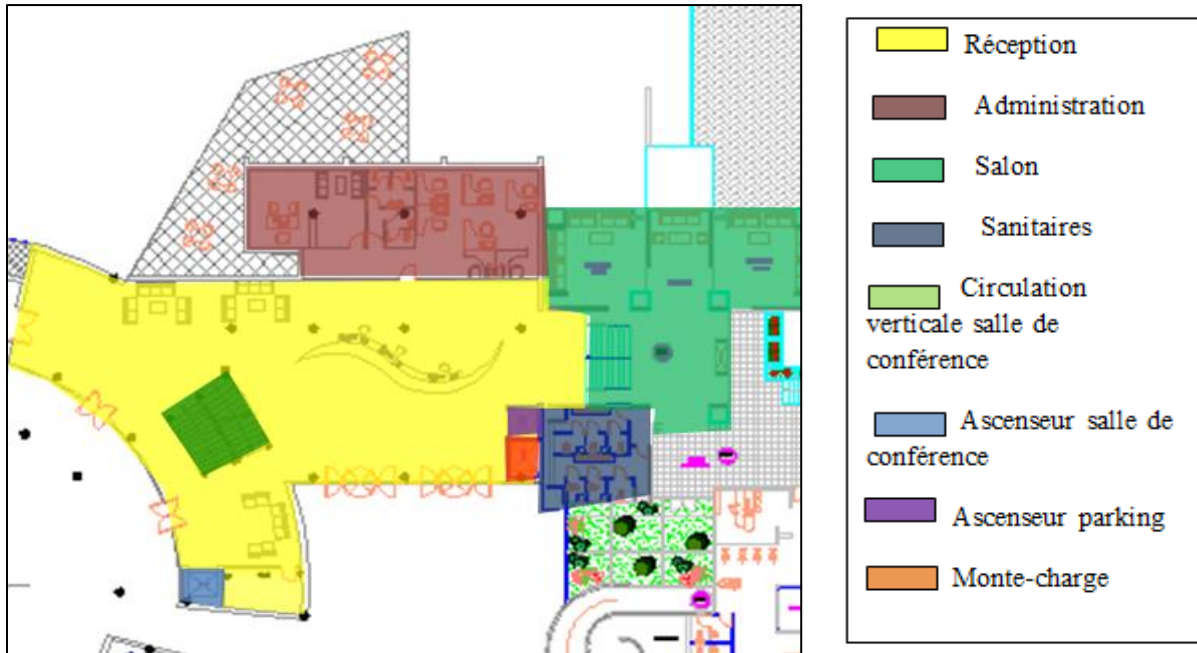 Réception
Administration
Salon
Sanitaires
Circulation
verticale salle de
conférence
Ascenseur salle de
conférence
Ascenseur parking
Monte-charge